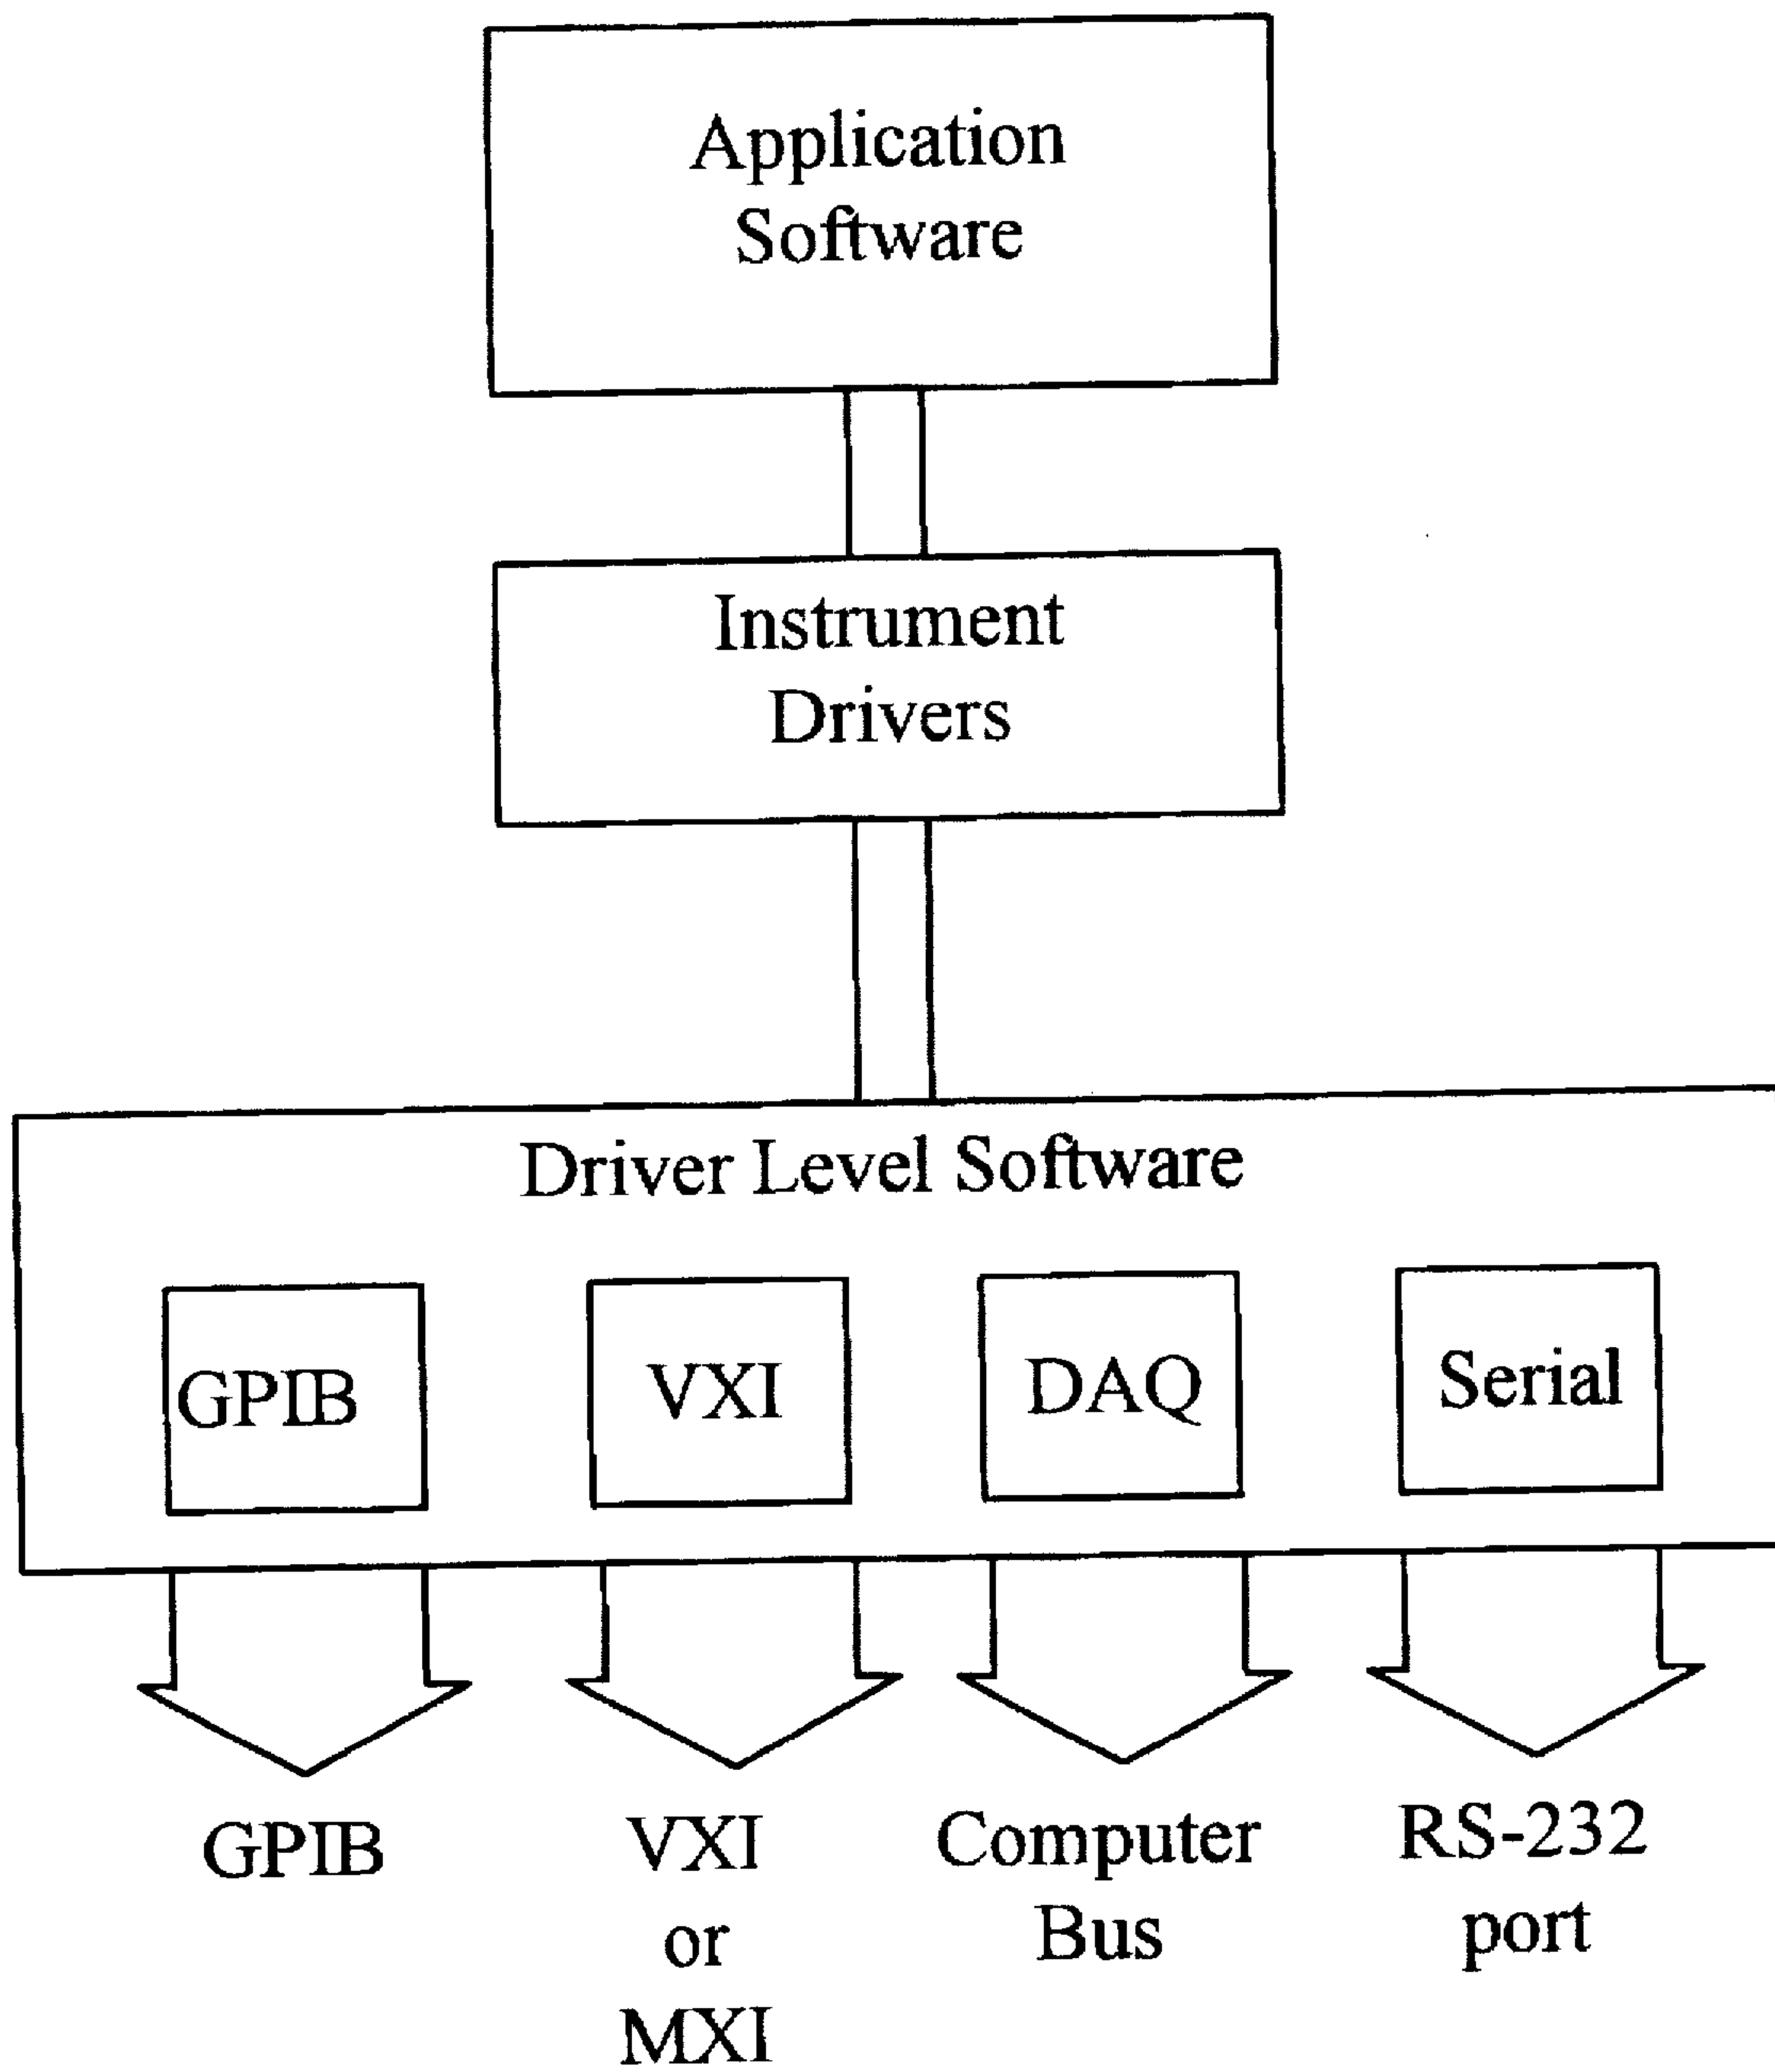 Application
Software
Instrument
Drivers
Driver Level Software
GPIB
VXI
DAQ
Serial
GPIB
VXI
or
MXI
Computer
Bus
RS-232
port